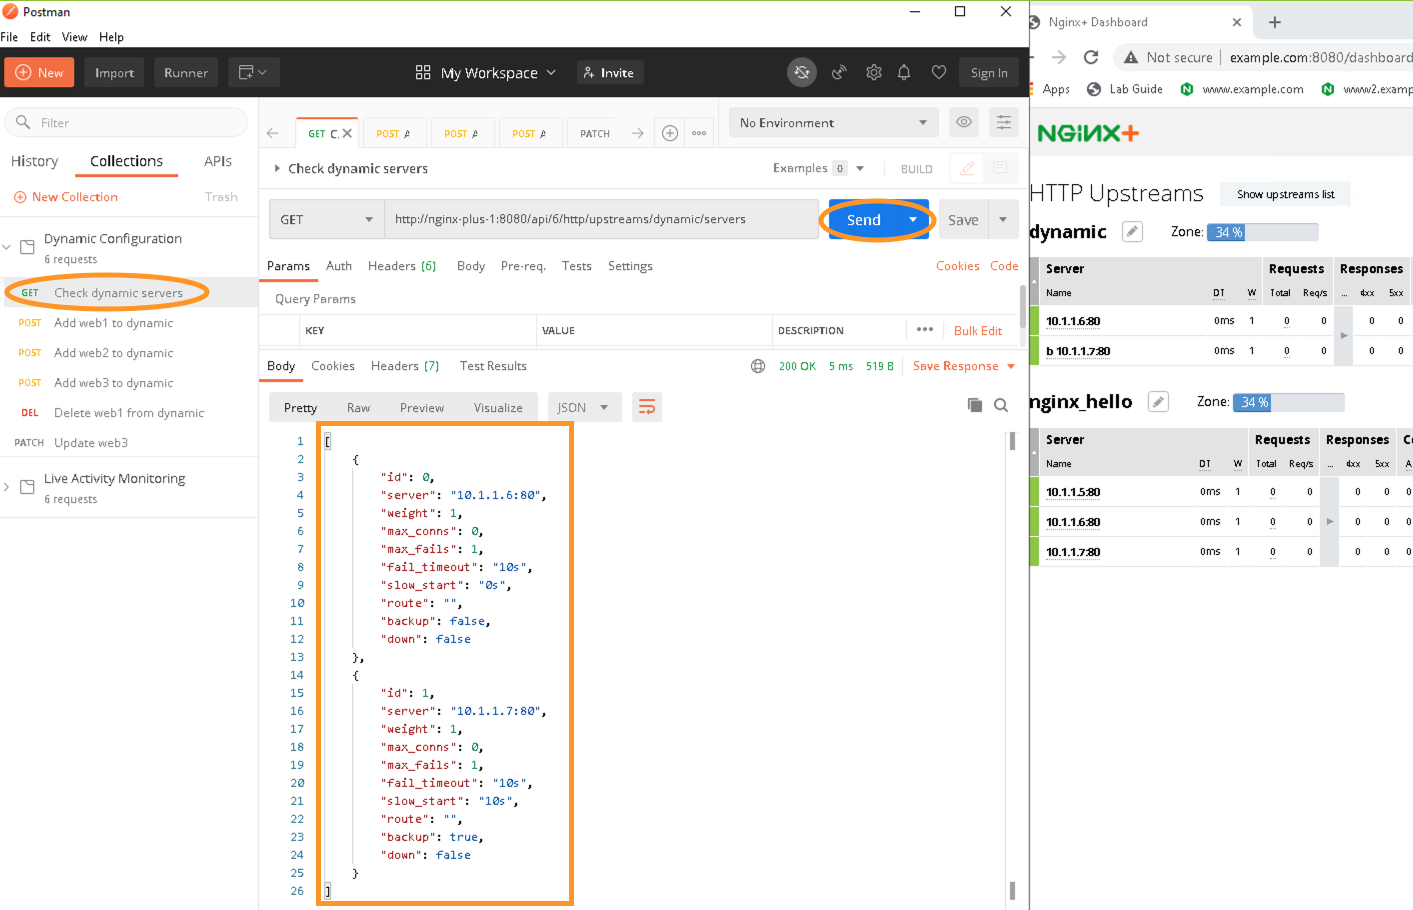 Postman
File Edit View Help
New Import Runner My Workspace Invite Sign In
Filter
History Collections APIs
New Collection Trash
Dynamic Configuration
6 requests
GET Check dynamic servers
POST Add web1 to dynamic
POST Add web2 to dynamic
POST Add web3 to dynamic
DEL Delete web1 from dynamic
PATCH Update web3
Live Activity Monitoring
6 requests
GET C. POST A POST A POST A PATCH
No Environment
Check dynamic servers Examples 0 BUILD
GET http://nginx-plus-1:8080/api/6/http/upstreams/dynamic/servers Send Save
Params Auth Headers (6) Body Pre-req. Tests Settings Cookies Code
Query Params
KEY VALUE DESCRIPTION Bulk Edit
Body Cookies Headers (7) Test Results 200 OK 5 ms 519 B Save Response
Pretty Raw Preview Visualize JSON
1 [
2 {
3 "id": 0,
4 "server": "10.1.1.6:80",
5 "weight": 1,
6 "max_conns": 0,
7 "max_fails": 1,
8 "fail_timeout": "10s",
9 "slow_start": "0s",
10 "route": "",
11 "backup": false,
12 "down": false
13 },
14 {
15 "id": 1,
16 "server": "10.1.1.7:80",
17 "weight": 1,
18 "max_conns": 0,
19 "max_fails": 1,
20 "fail_timeout": "10s",
21 "slow_start": "10s",
22 "route": "",
23 "backup": true,
24 "down": false
25 }
26 ]
Nginx+ Dashboard
Not secure | example.com:8080/dashboard
Apps Lab Guide www.example.com www2.examp
NGINX+
HTTP Upstreams Show upstreams list
dynamic Zone: 34 %
Server Requests Responses
Name DT W Total Req/s ... 4xx 5xx
10.1.1.6:80 0ms 1 0 0 0 0
b 10.1.1.7:80 0ms 1 0 0 0 0
nginx_hello Zone: 34 %
Server Requests Responses C
Name DT W Total Req/s ... 4xx 5xx A
10.1.1.5:80 0ms 1 0 0 0 0 0
10.1.1.6:80 0ms 1 0 0 0 0 0
10.1.1.7:80 0ms 1 0 0 0 0 0